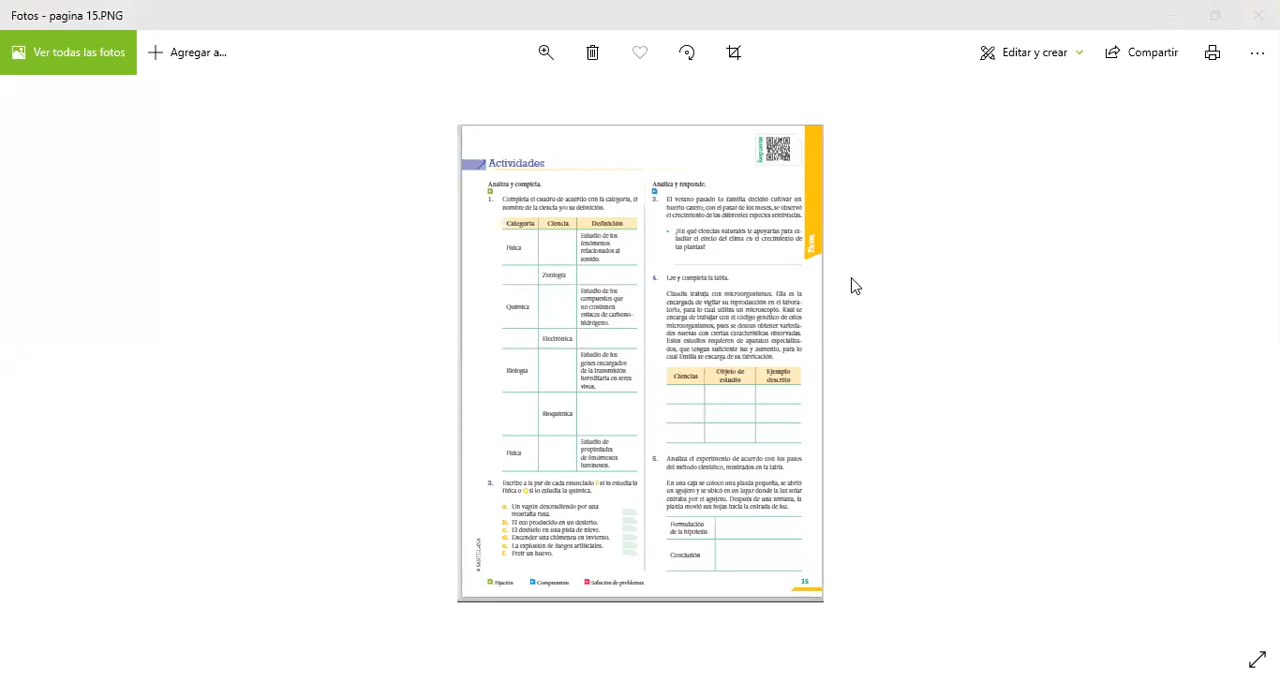 Fotos - pagina 15.PNG
Ver todas las fotos
Agregar a...
Editar y crear
Compartir
Respuestas
Actividades
Analiza y completa.
1. Completa el cuadro de acuerdo con la categoría, el
nombre de la ciencia y/o su definición.
Categoría Ciencia Definición
Física
Estudio de los
fenómenos
relacionados al
sonido.
Zoología
Química
Estudio de los
compuestos que
no contienen
enlaces de carbono-
hidrógeno.
Electrónica
Biología
Estudio de los
genes encargados
de la transmisión
hereditaria en seres
vivos.
Bioquímica
Física
Estudio de
propiedades
de fenómenos
luminosos.
2. Escribe a la par de cada enunciado F si lo estudia la
física o Q si lo estudia la química.
a. Un vagón descendiendo por una
montaña rusa.
b. El eco producido en un desierto.
c. El deshielo en una pista de nieve.
d. Encender una chimenea en invierno.
e. La explosión de fuegos artificiales.
f. Freír un huevo.
Analiza y responde.
3. El verano pasado la familia decidió cultivar un
huerto casero; con el pasar de los meses, se observó
el crecimiento de las diferentes especies sembradas.
• ¿En qué ciencias naturales te apoyarías para es-
tudiar el efecto del clima en el crecimiento de
las plantas?
4. Lee y completa la tabla.
Claudia trabaja con microorganismos. Ella es la
encargada de vigilar su reproducción en el labora-
torio, para lo cual utiliza un microscopio. Raúl se
encarga de trabajar con el código genético de estos
microorganismos, pues se desean obtener varieda-
des nuevas con ciertas características observadas.
Estos estudios requieren de aparatos especializa-
dos, que tengan suficiente luz y aumento, para lo
cual Emilia se encarga de su fabricación.
Ciencias Objeto de
estudio Ejemplo
descrito
5. Analiza el experimento de acuerdo con los pasos
del método científico, mostrados en la tabla.
En una caja se colocó una planta pequeña, se abrió
un agujero y se ubicó en un lugar donde la luz solar
entraba por el agujero. Después de una semana, la
planta movió sus hojas hacia la entrada de luz.
Formulación
de la hipótesis
Conclusión
© SANTILLANA
Fijación Comprensión Solución de problemas
15